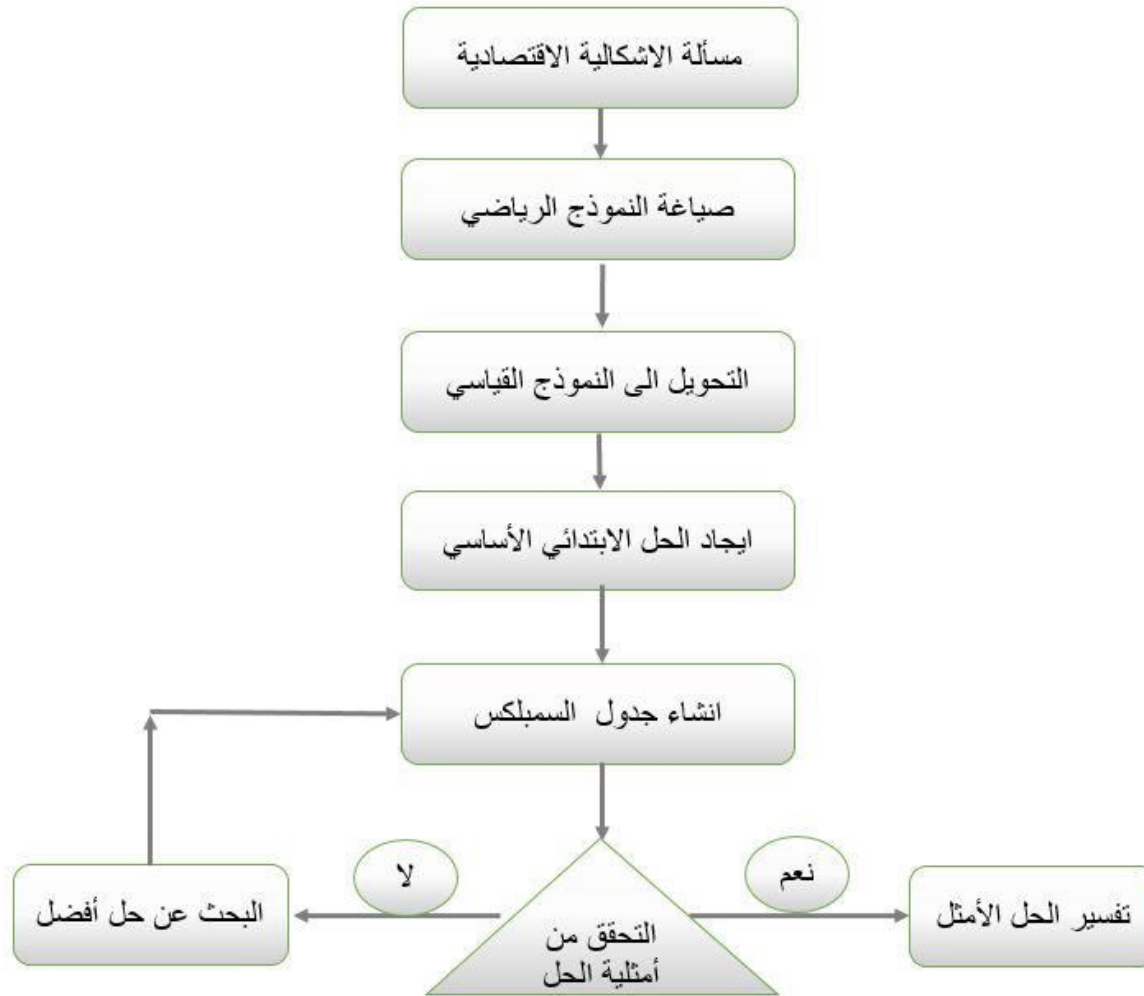 مسألة الاشكالية الاقتصادية
صياغة النموذج الرياضي
التحويل الى النموذج القياسي
ايجاد الحل الابتدائي الأساسي
انشاء جدول السمبلكس
نعم
لا
تفسير الحل الأمثل
التحقق من
أمثلية الحل
البحث عن حل أفضل